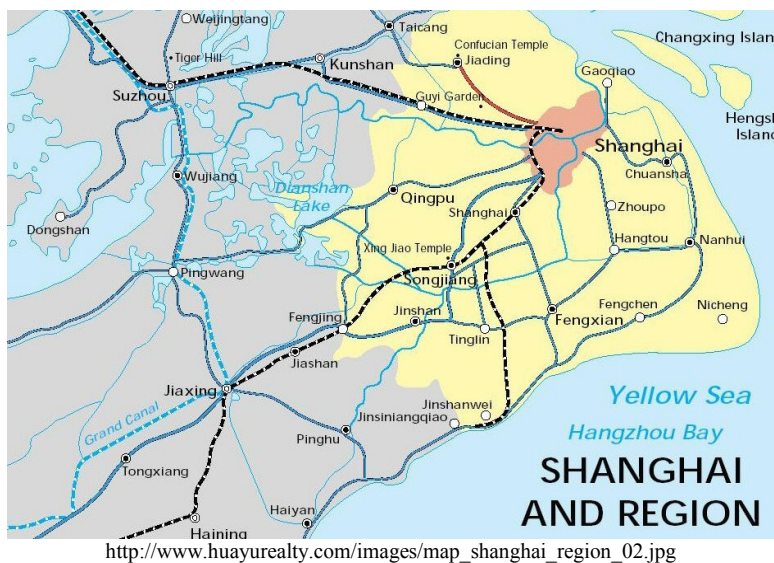 Weijingtang
Taicang
Changxing Islan
Confucian Temple
Tiger Hill
Kunshan
Jiading
Gaoqiao
Suzhou
Guyi Garden
Hengsh
Island
Shanghai
Wujiang
Dianshan
Lake
Qingpu
Chuansha
Shanghai
Zhoupo
Dongshan
Xing Jiao Temple
Hangtou
Nanhui
Pingwang
Songjiang
Fengjing
Jinshan
Fengchen
Nicheng
Fengxian
Tinglin
Jiashan
Jiaxing
Yellow Sea
Grand Canal
Jinshanwei
Jinsiniangqiao
Hangzhou Bay
Pinghu
SHANGHAI
Tongxiang
AND REGION
Haiyan
Haining
http://www.huayurealty.com/images/map_shanghai_region_02.jpg